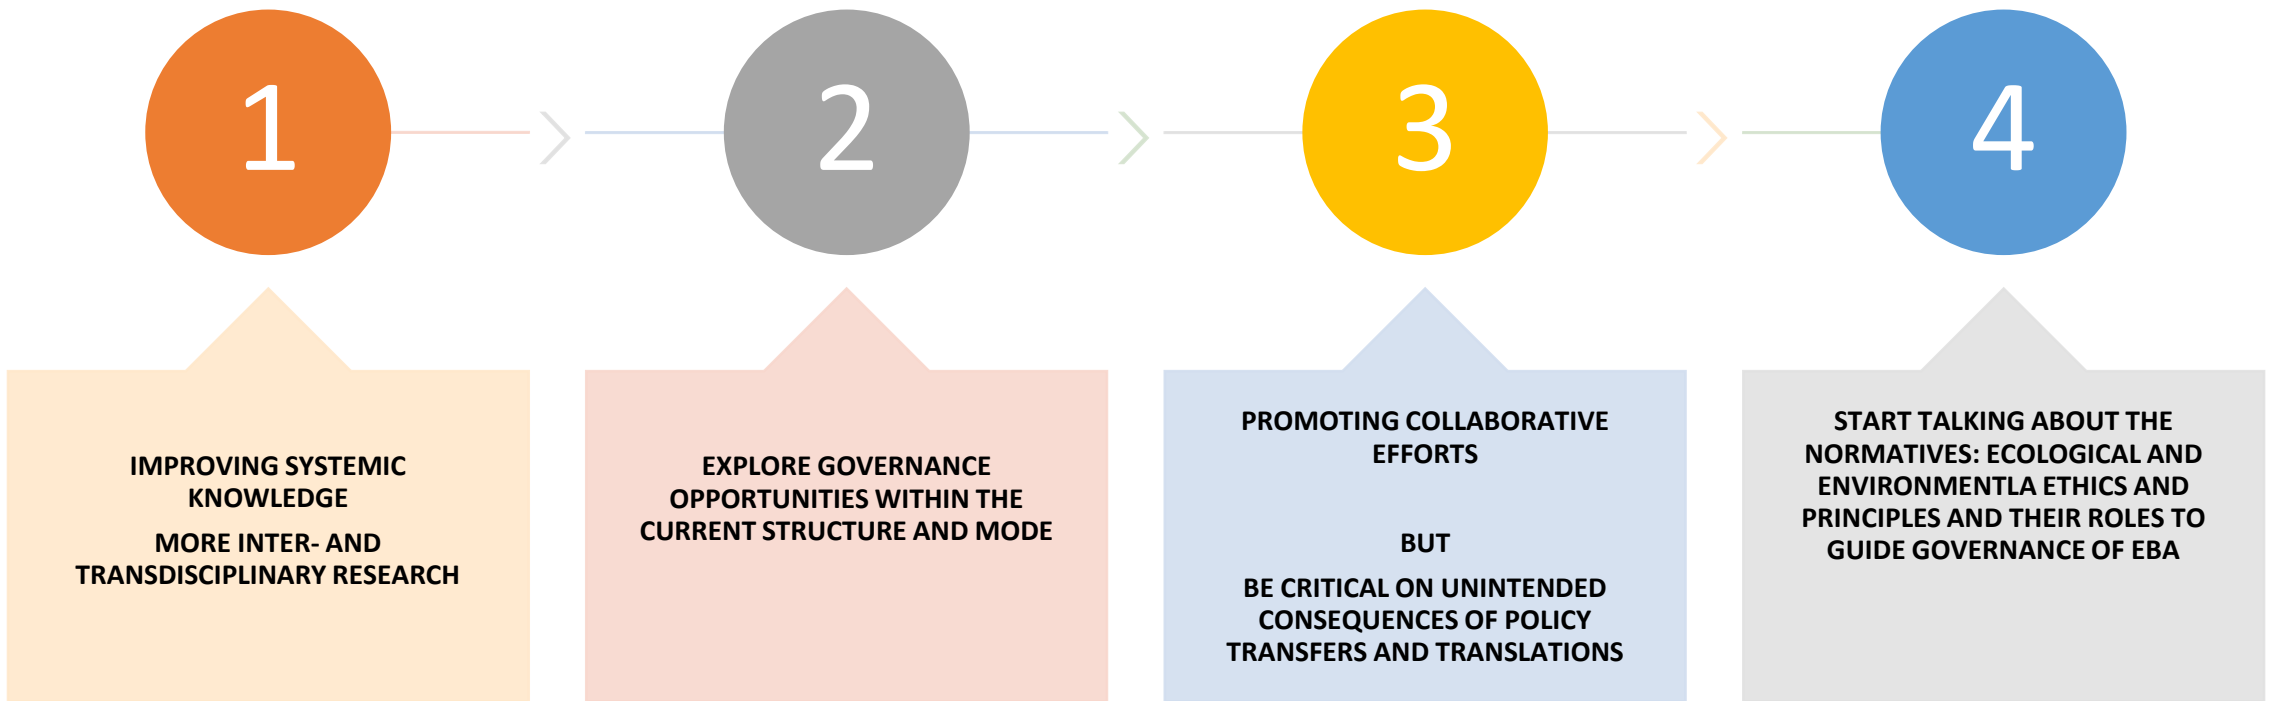 1
2
3
4
IMPROVING SYSTEMIC
KNOWLEDGE
MORE INTER- AND
TRANSDISCIPLINARY RESEARCH
EXPLORE GOVERNANCE
OPPORTUNITIES WITHIN THE
CURRENT STRUCTURE AND MODE
PROMOTING COLLABORATIVE
EFFORTS
BUT
BE CRITICAL ON UNINTENDED
CONSEQUENCES OF POLICY
TRANSFERS AND TRANSLATIONS
START TALKING ABOUT THE
NORMATIVES: ECOLOGICAL AND
ENVIRONMENTLA ETHICS AND
PRINCIPLES AND THEIR ROLES TO
GUIDE GOVERNANCE OF EBA